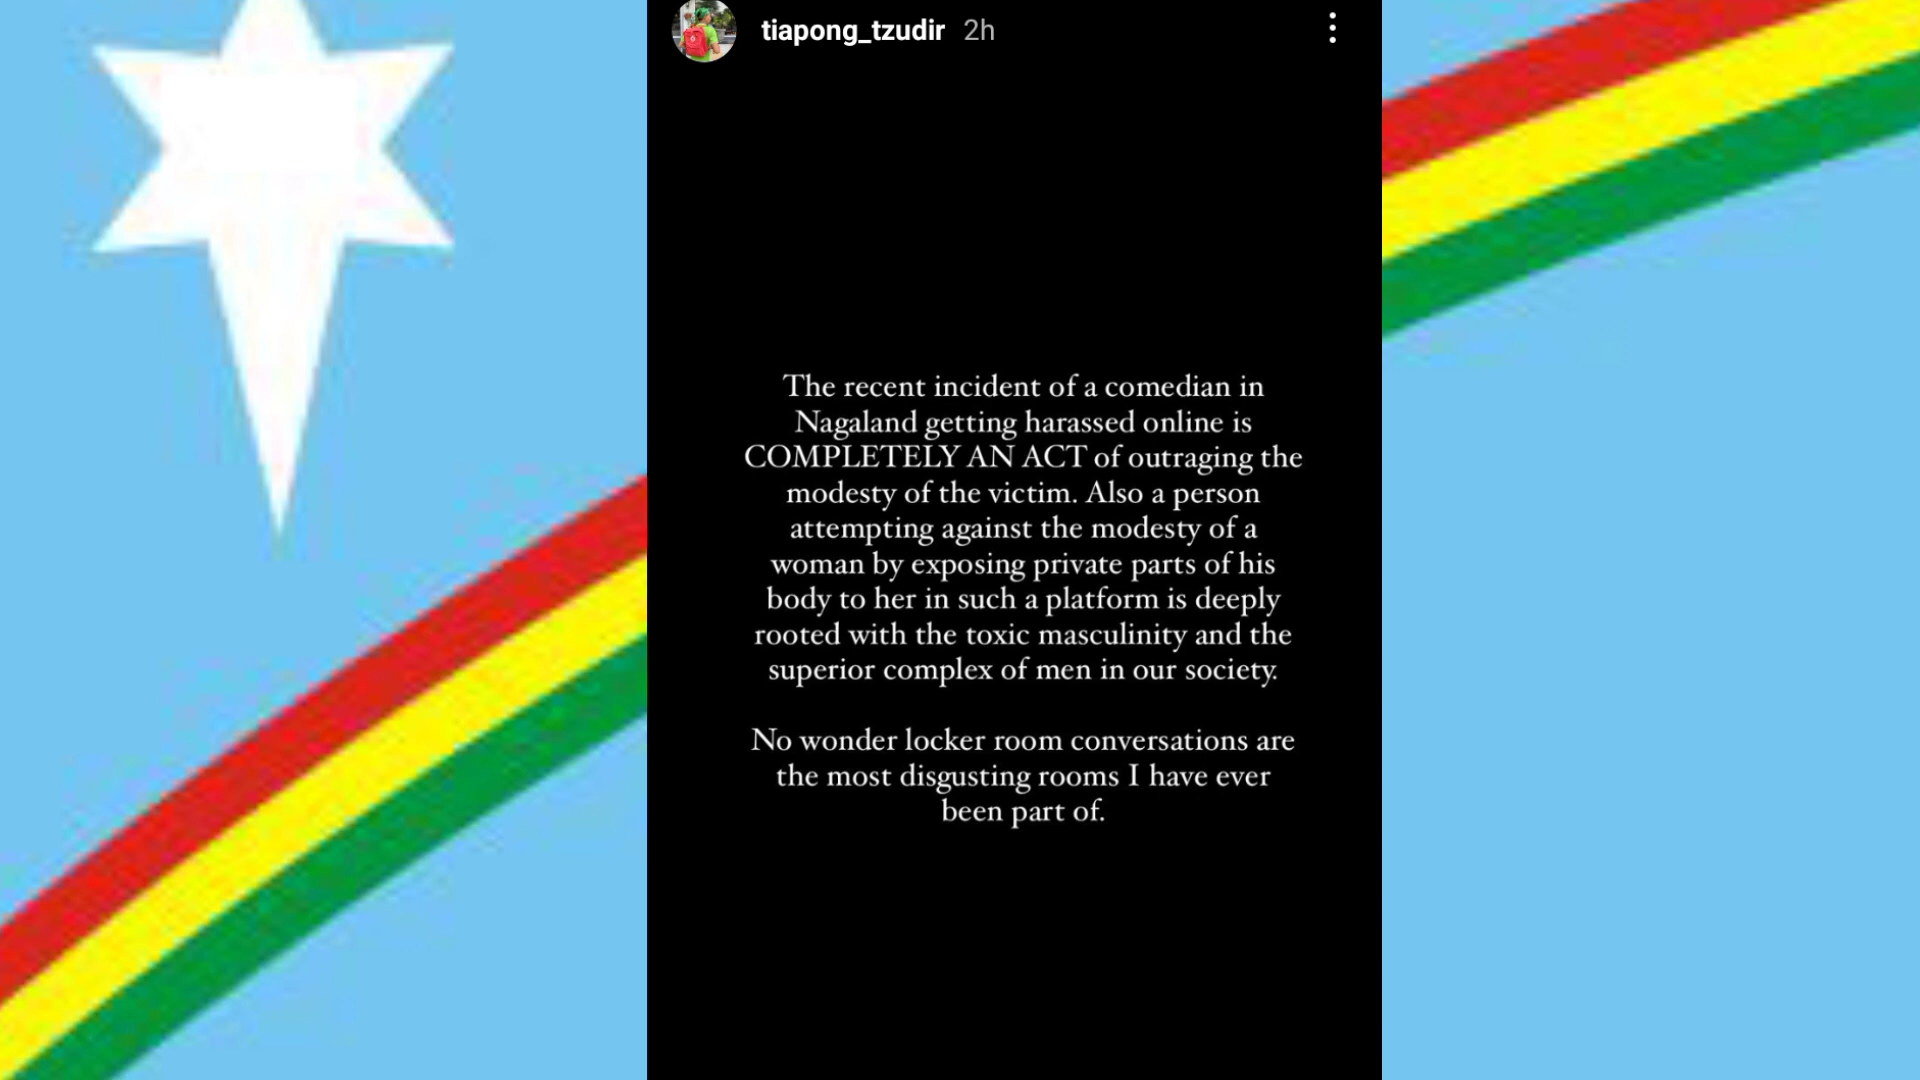 tiapong_tzudir 2h
The recent incident of a comedian in
Nagaland getting harassed online is
COMPLETELY AN ACT of outraging the
modesty of the victim. Also a person
attempting against the modesty of a
woman by exposing private parts of his
body to her in such a platform is deeply
rooted with the toxic masculinity and the
superior complex of men in our society.
No wonder locker room conversations are
the most disgusting rooms I have ever
been part of.